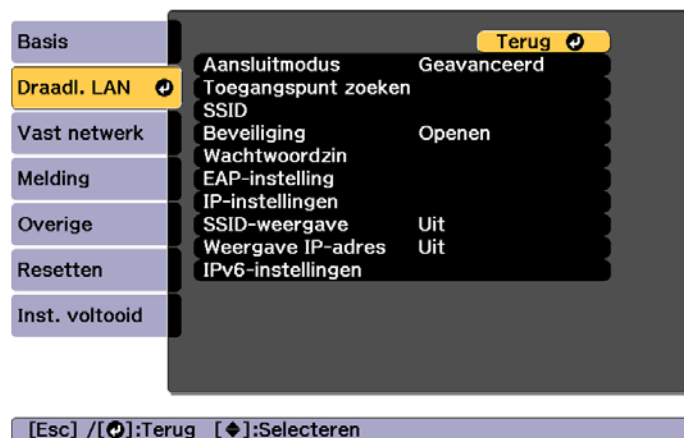 Basis
Draadl. LAN
Vast netwerk
Melding
Overige
Resetten
Inst. voltooid
Terug
Aansluitmodus Geavanceerd
Toegangspunt zoeken
SSID
Beveiliging Openen
Wachtwoordzin
EAP-instelling
IP-instellingen
SSID-weergave Uit
Weergave IP-adres Uit
IPv6-instellingen
[Esc] /[]:Terug [◆]:Selecteren